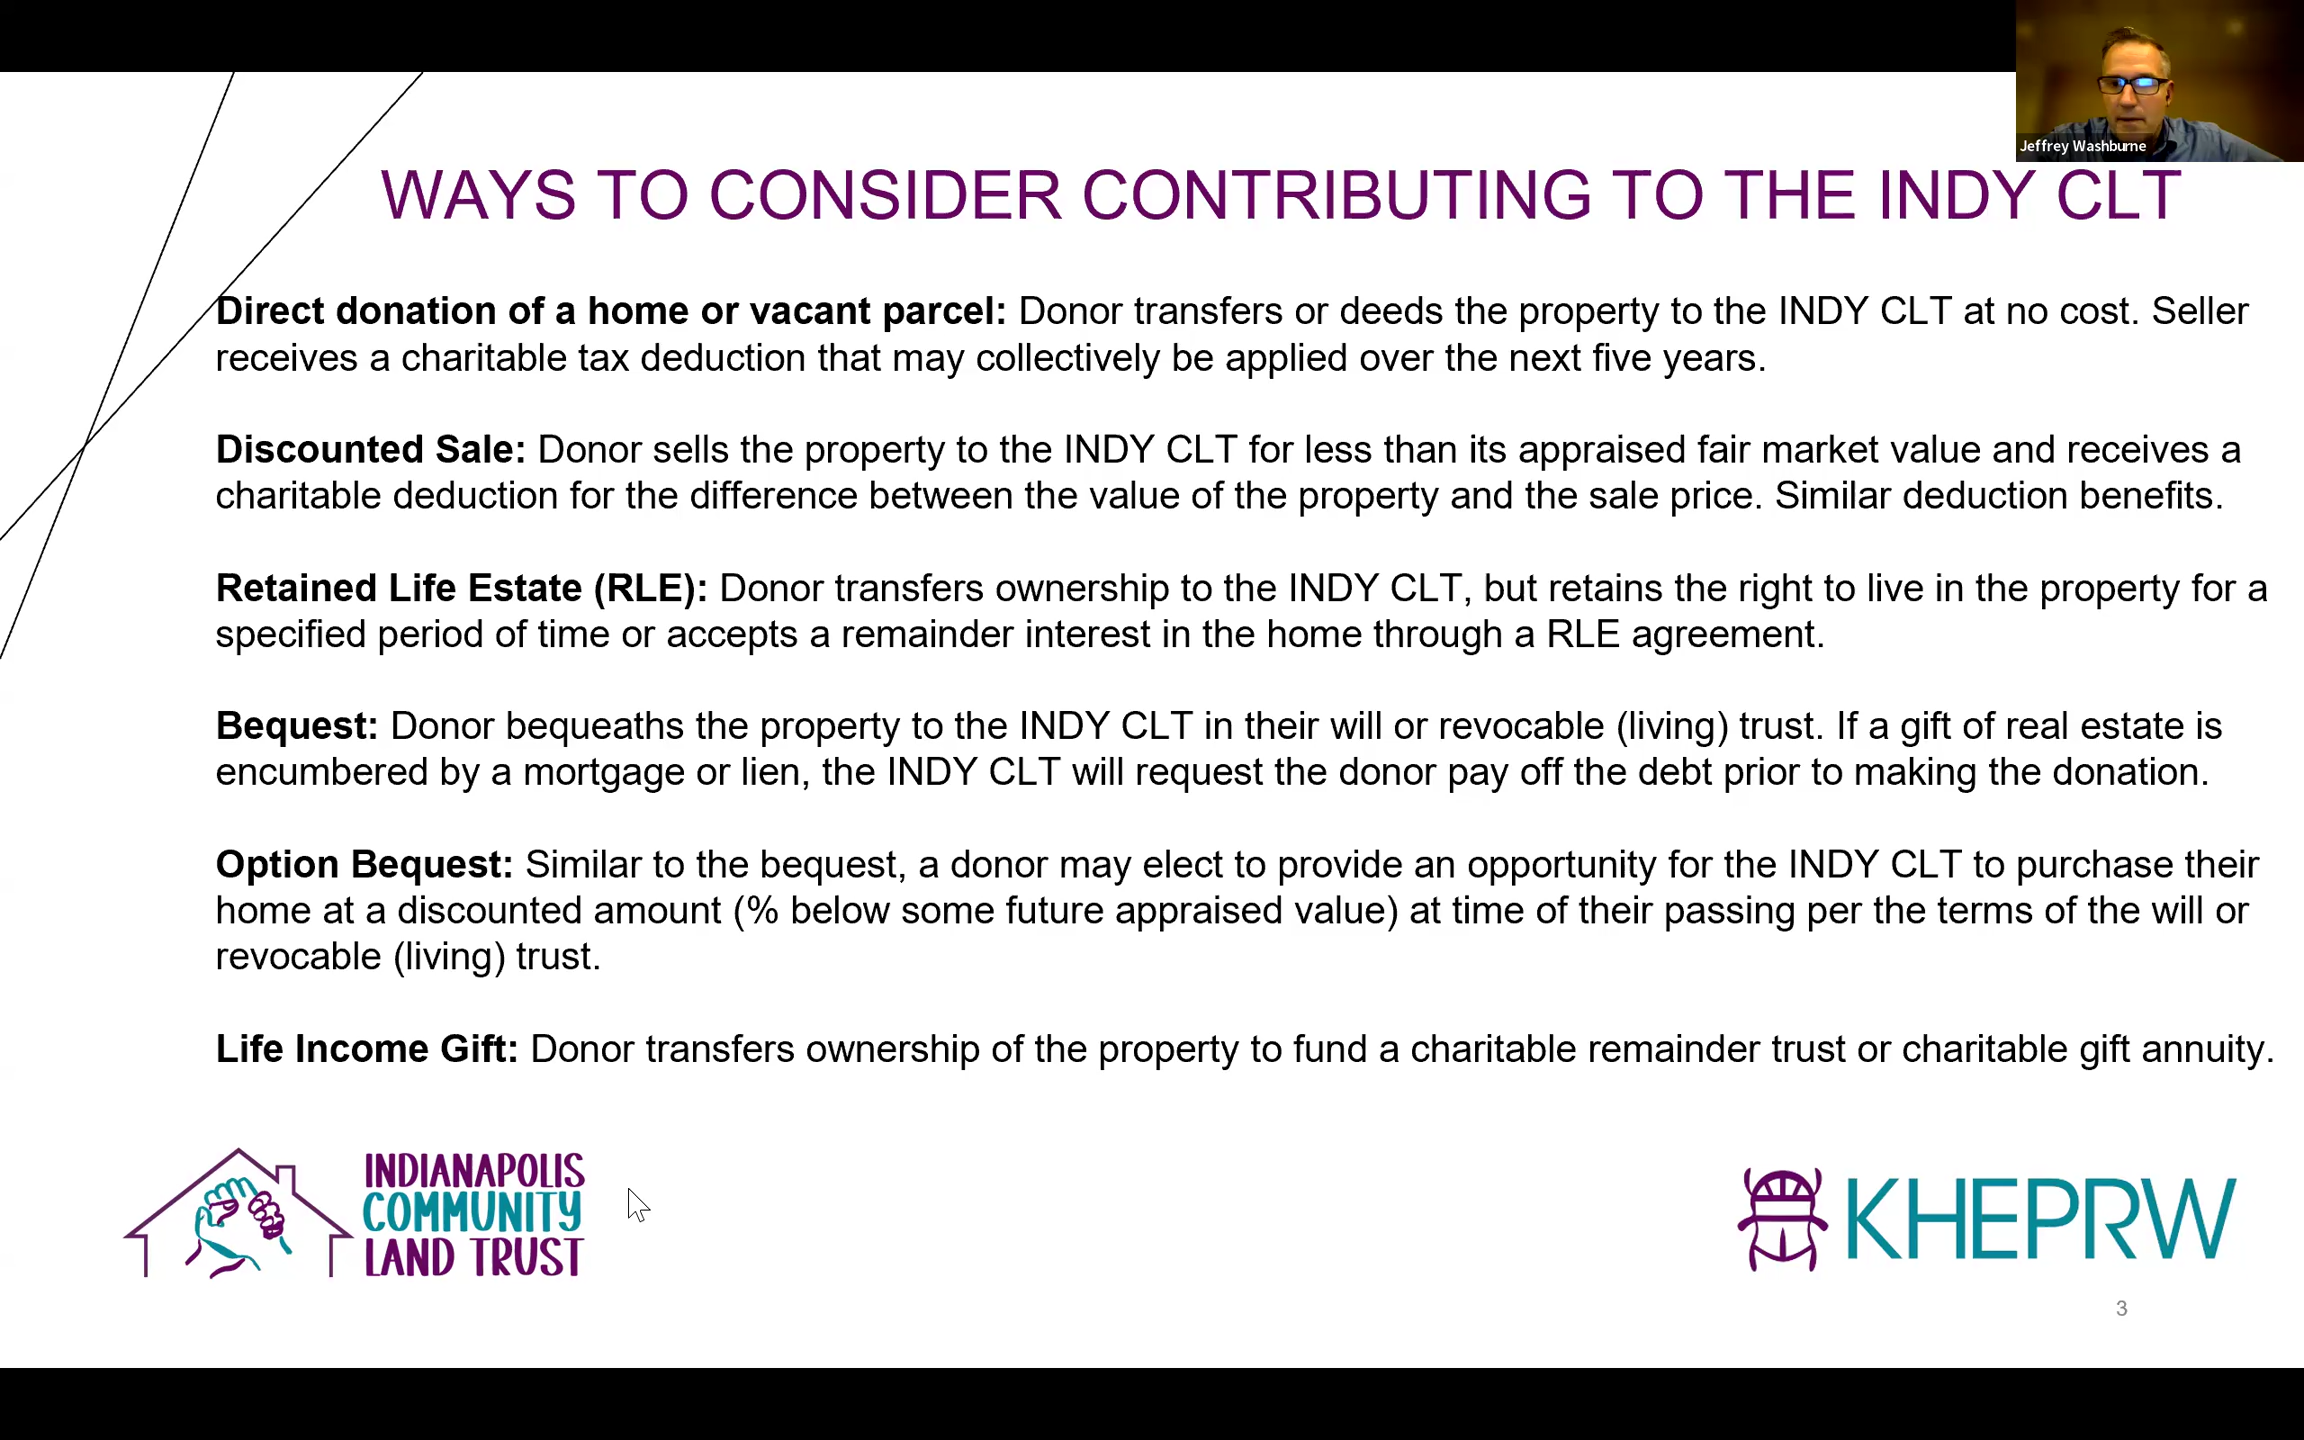 Jeffrey Washburne
WAYS TO CONSIDER CONTRIBUTING TO THE INDY CLT
Direct donation of a home or vacant parcel: Donor transfers or deeds the property to the INDY CLT at no cost. Seller
receives a charitable tax deduction that may collectively be applied over the next five years.
Discounted Sale: Donor sells the property to the INDY CLT for less than its appraised fair market value and receives a
charitable deduction for the difference between the value of the property and the sale price. Similar deduction benefits.
Retained Life Estate (RLE): Donor transfers ownership to the INDY CLT, but retains the right to live in the property for a
specified period of time or accepts a remainder interest in the home through a RLE agreement.
Bequest: Donor bequeaths the property to the INDY CLT in their will or revocable (living) trust. If a gift of real estate is
encumbered by a mortgage or lien, the INDY CLT will request the donor pay off the debt prior to making the donation.
Option Bequest: Similar to the bequest, a donor may elect to provide an opportunity for the INDY CLT to purchase their
home at a discounted amount (% below some future appraised value) at time of their passing per the terms of the will or
revocable (living) trust.
Life Income Gift: Donor transfers ownership of the property to fund a charitable remainder trust or charitable gift annuity.
INDIANAPOLIS
COMMUNITY
LAND TRUST
KHEPRW
3